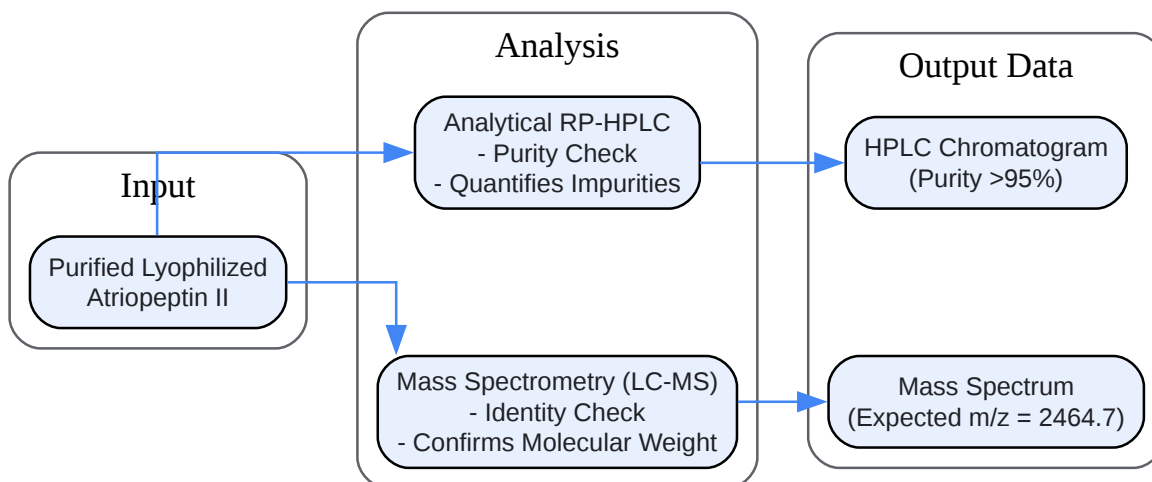 Input
Purified Lyophilized
Atriopeptin II
Analysis
Analytical RP-HPLC
- Purity Check
- Quantifies Impurities
Mass Spectrometry (LC-MS)
- Identity Check
- Confirms Molecular Weight
Output Data
HPLC Chromatogram
(Purity >95%)
Mass Spectrum
(Expected m/z = 2464.7)